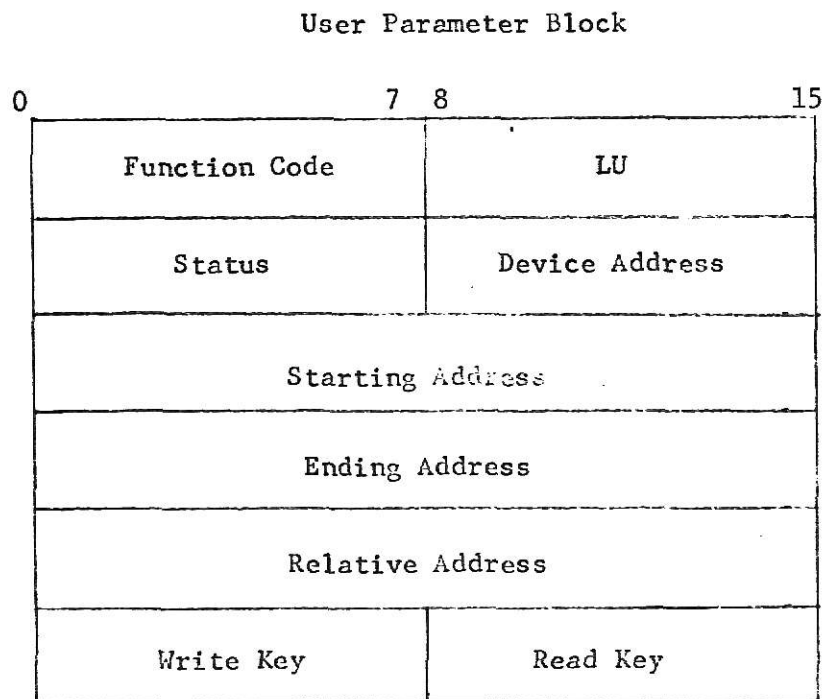 User Parameter Block
0 7 8 15
Function Code LU
Status Device Address
Starting Address
Ending Address
Relative Address
Write Key Read Key